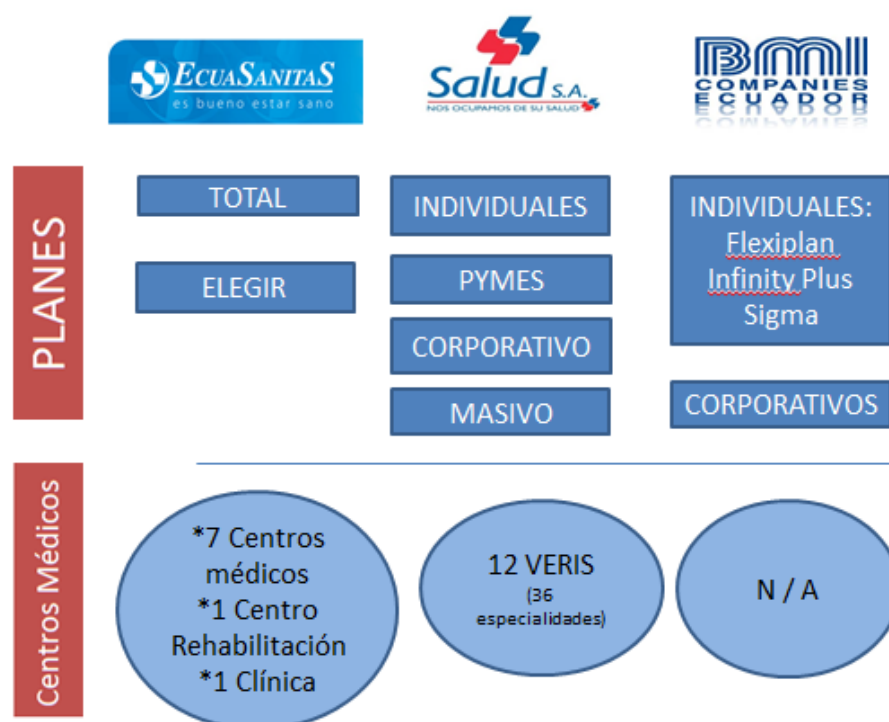 ECUASANITAS
es bueno estar sano
Salud S.A.
NOS OCUPAMOS DE SU SALUD
BMI
COMPANIES
ECUADOR
PLANES
TOTAL
ELEGIR
INDIVIDUALES
PYMES
CORPORATIVO
MASIVO
INDIVIDUALES:
Flexiplan
Infinity Plus
Sigma
CORPORATIVOS
Centros Médicos
*7 Centros
médicos
*1 Centro
Rehabilitación
*1 Clínica
12 VERIS
(36
especialidades)
N / A